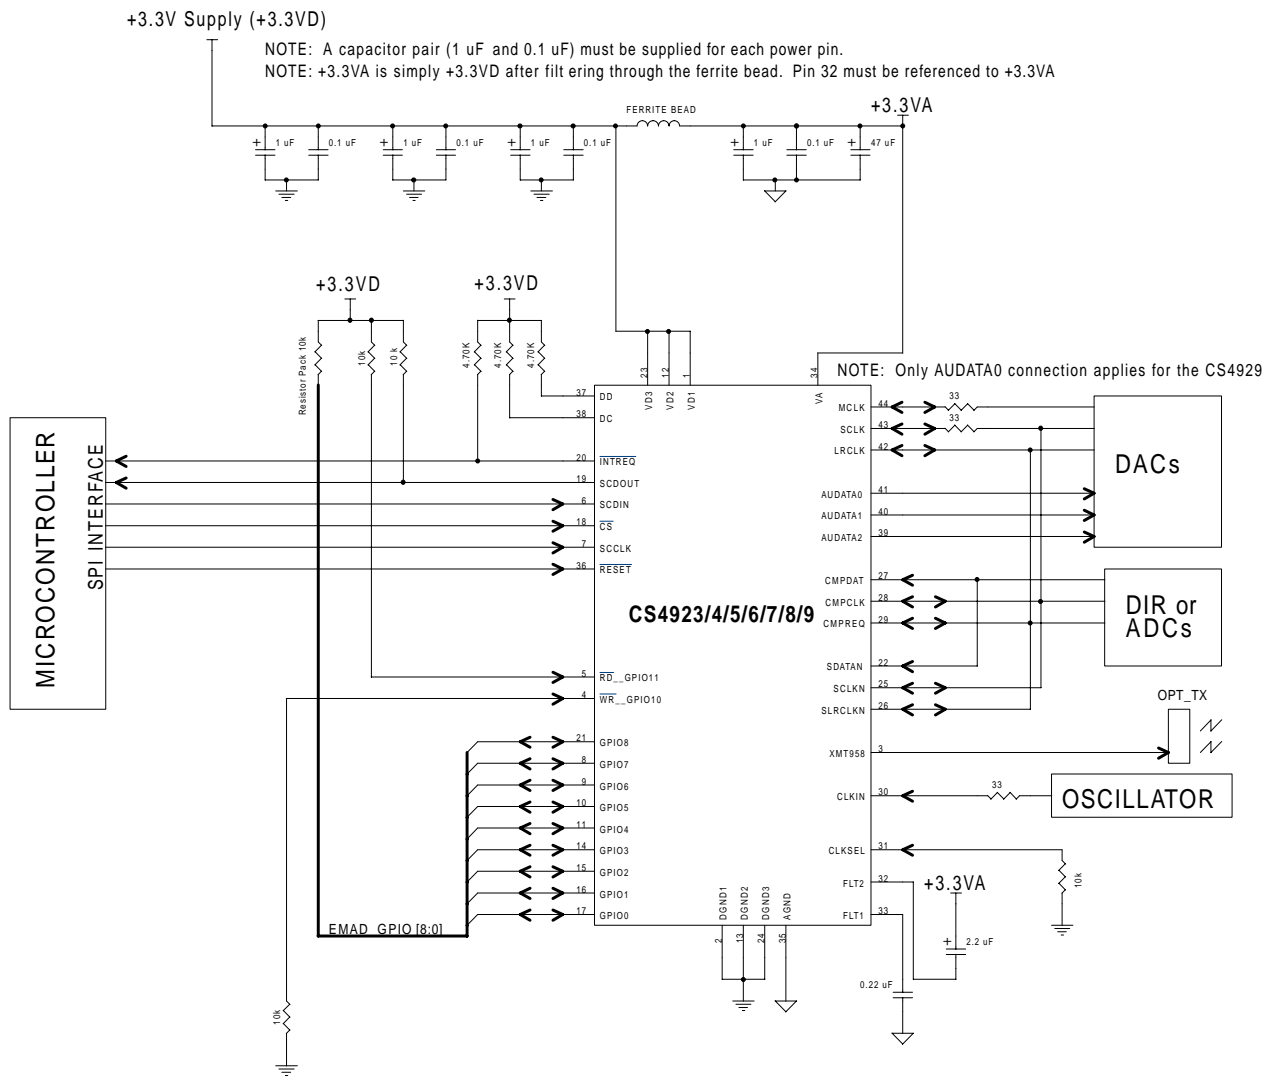 +3.3V Supply (+3.3VD)
NOTE: A capacitor pair (1 uF and 0.1 uF) must be supplied for each power pin.
NOTE: +3.3VA is simply +3.3VD after filt ering through the ferrite bead. Pin 32 must be referenced to +3.3VA
FERRITE BEAD
+3.3VA
+ 1 uF 0.1 uF + 1 uF 0.1 uF + 1 uF 0.1 uF + 1 uF 0.1 uF + 47 uF
+3.3VD
+3.3VD
Resistor Pack 10k
10k
10 k
4.70K
4.70K
4.70K
NOTE: Only AUDATA0 connection applies for the CS4929
23
12
1
34
VD3
VD2
VD1
VA
37 DD
38 DC
20 INTREQ
19 SCDOUT
6 SCDIN
18 CS
7 SCCLK
36 RESET
MICROCONTROLLER
SPI INTERFACE
CS4923/4/5/6/7/8/9
5 RD__GPIO11
4 WR__GPIO10
21 GPIO8
8 GPIO7
9 GPIO6
10 GPIO5
11 GPIO4
14 GPIO3
15 GPIO2
16 GPIO1
17 GPIO0
EMAD_GPIO[8:0]
10k
MCLK 44 33
SCLK 43 33
LRCLK 42
AUDATA0 41
AUDATA1 40
AUDATA2 39
DACs
CMPDAT 27
CMPCLK 28
CMPREQ 29
DIR or
ADCs
SDATAN 22
SCLKN 25
SLRCLKN 26
OPT_TX
XMT958 3
CLKIN 30 33
OSCILLATOR
CLKSEL 31
10k
FLT2 32
+3.3VA
FLT1 33
+ 2.2 uF
0.22 uF
DGND1
DGND2
DGND3
AGND
2
13
24
35